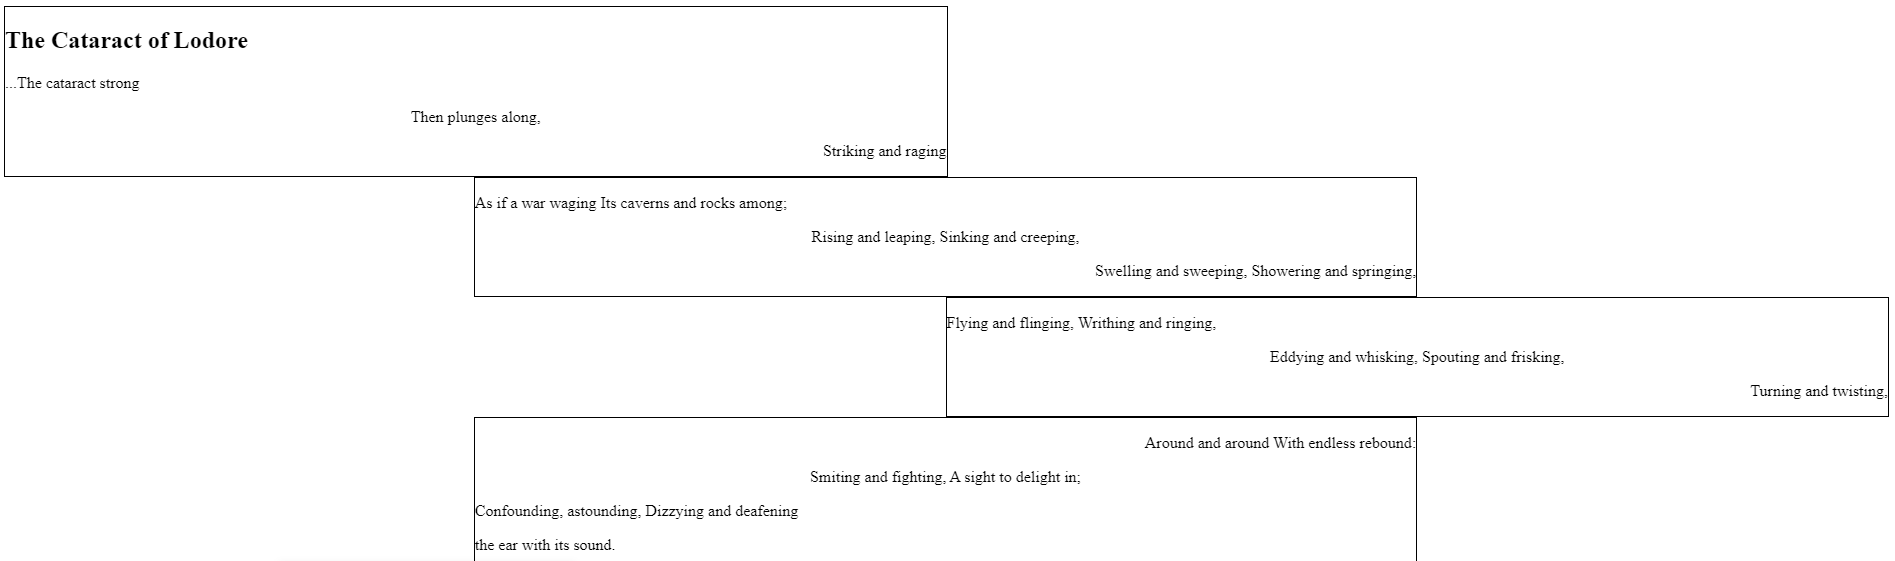 The Cataract of Lodore
...The cataract strong
Then plunges along,
Striking and raging
As if a war waging Its caverns and rocks among;
Rising and leaping, Sinking and creeping,
Swelling and sweeping, Showering and springing,
Flying and flinging, Writhing and ringing,
Eddying and whisking, Spouting and frisking,
Turning and twisting,
Around and around With endless rebound:
Smiting and fighting, A sight to delight in;
Confounding, astounding, Dizzying and deafening
the ear with its sound.